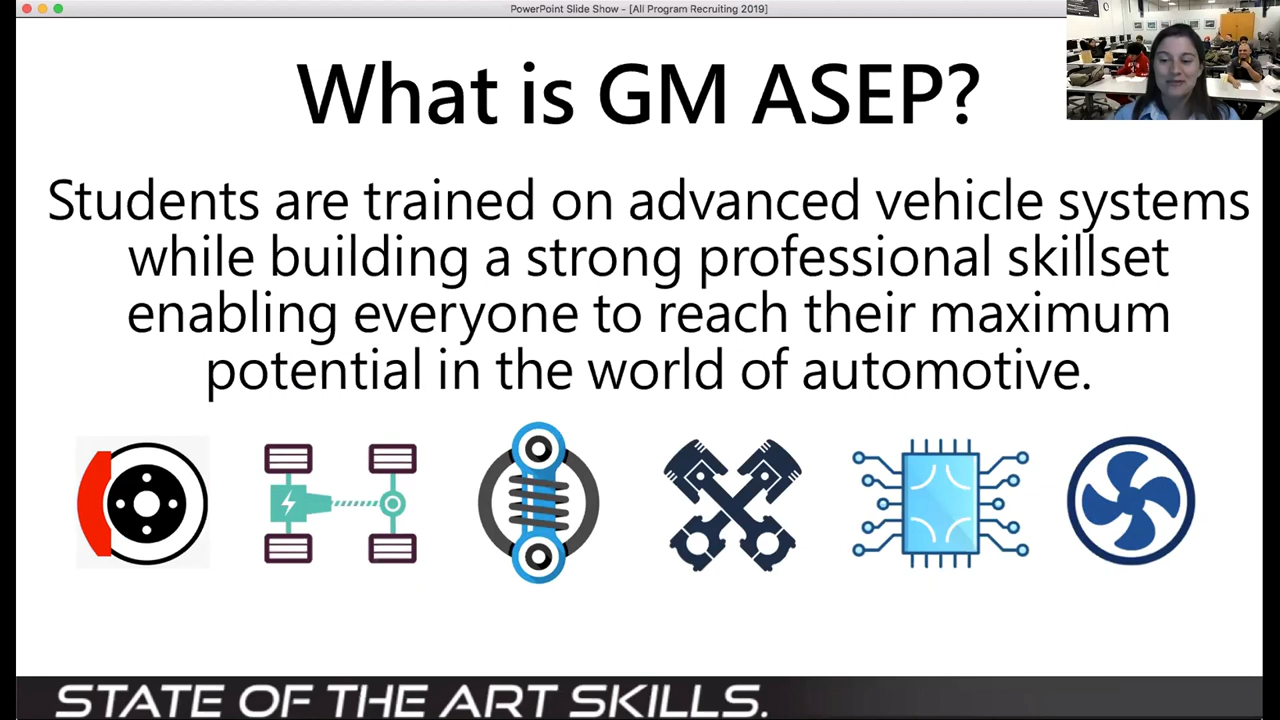 PowerPoint Slide Show - [All Program Recruiting 2019]
What is GM ASEP?
Students are trained on advanced vehicle systems
while building a strong professional skillset
enabling everyone to reach their maximum
potential in the world of automotive.
STATE OF THE ART SKILLS.